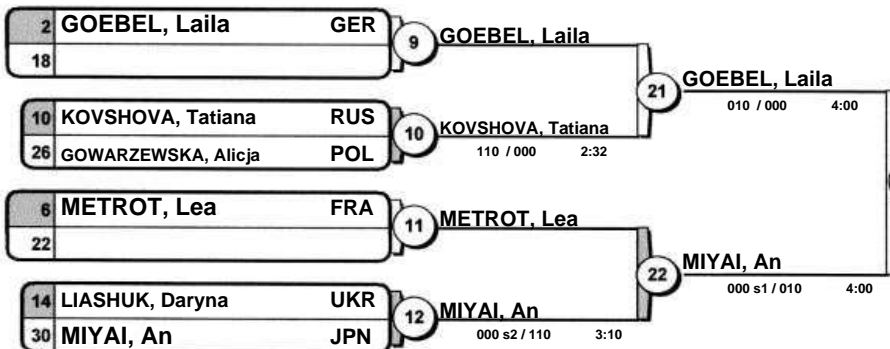 2 GOEBEL, Laila GER
18
9
GOEBEL, Laila
21
GOEBEL, Laila
010 / 000 4:00
10 KOVSHOVA, Tatiana RUS
26 GOWARZEWSKA, Alicja POL
10
KOVSHOVA, Tatiana
110 / 000 2:32
6 METROT, Lea FRA
22
11
METROT, Lea
22
MIYAI, An
000 s1 / 010 4:00
14 LIASHUK, Daryna UKR
30 MIYAI, An JPN
12
MIYAI, An
000 s2 / 110 3:10